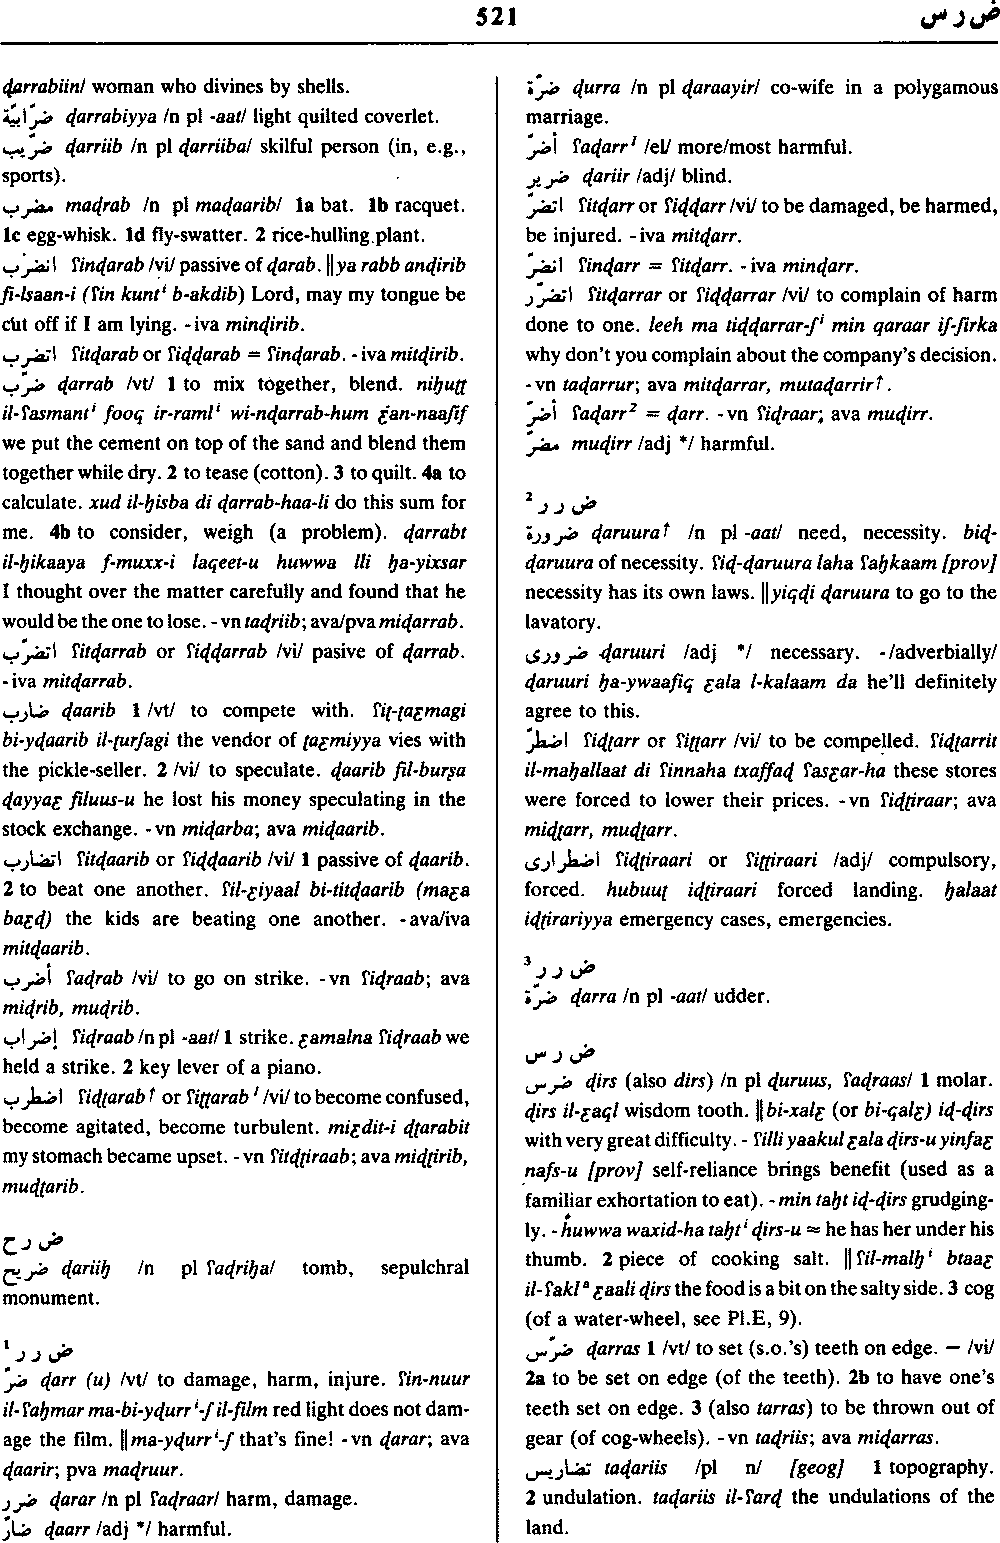 521
ض ر س
ḍarrabiin/ woman who divines by shells.
ضرّابيّة ḍarrabiyya /n pl -aat/ light quilted coverlet.
ضرّيب ḍarriib /n pl ḍarriiba/ skilful person (in, e.g.,
sports).
مضرب maḍrab /n pl maḍaarib/ 1a bat. 1b racquet.
1c egg-whisk. 1d fly-swatter. 2 rice-hulling plant.
انضرب ʕinḍarab /vi/ passive of ḍarab. ‖ya rabb anḍirib
fi-lsaan-i (ʕin kuntⁱ b-akdib) Lord, may my tongue be
cut off if I am lying. -iva minḍirib.
اتضرب ʕitḍarab or ʕiḍḍarab = ʕinḍarab. -iva mitḍirib.
ضرّب ḍarrab /vt/ 1 to mix together, blend. niḥuṭṭ
il-ʕasmantⁱ fooq ir-ramlⁱ wi-nḍarrab-hum ɛan-naaʃif
we put the cement on top of the sand and blend them
together while dry. 2 to tease (cotton). 3 to quilt. 4a to
calculate. xud il-ḥisba di ḍarrab-haa-li do this sum for
me. 4b to consider, weigh (a problem). ḍarrabt
il-ḥikaaya f-muxx-i laqeet-u huwwa lli ḥa-yixsar
I thought over the matter carefully and found that he
would be the one to lose. -vn taḍriib; ava/pva miḍarrab.
اتضرّب ʕitḍarrab or ʕiḍḍarrab /vi/ pasive of ḍarrab.
-iva mitḍarrab.
ضارب ḍaarib 1 /vt/ to compete with. ʕiṭ-ṭaɛmagi
bi-yḍaarib il-ṭurʃagi the vendor of ṭaɛmiyya vies with
the pickle-seller. 2 /vi/ to speculate. ḍaarib fil-burṣa
ḍayyaɛ filuus-u he lost his money speculating in the
stock exchange. -vn miḍarba; ava miḍaarib.
اتضارب ʕitḍaarib or ʕiḍḍaarib /vi/ 1 passive of ḍaarib.
2 to beat one another. ʕil-ɛiyaal bi-titḍaarib (maɛa
baɛḍ) the kids are beating one another. -ava/iva
mitḍaarib.
أضرب ʕaḍrab /vi/ to go on strike. -vn ʕiḍraab; ava
miḍrib, muḍrib.
إضراب ʕiḍraab /n pl -aat/ 1 strike. ɛamalna ʕiḍraab we
held a strike. 2 key lever of a piano.
اضطرب ʕiḍṭarab↑ or ʕiṭṭarab ˡ /vi/ to become confused,
become agitated, become turbulent. miɛdit-i ḍṭarabit
my stomach became upset. -vn ʕitḍṭiraab; ava miḍṭirib,
muḍṭarib.
ض ر ح
ضريح ḍariiḥ /n pl ʕaḍriḥa/ tomb, sepulchral
monument.
ض ر ر ¹
ضرّ ḍarr (u) /vt/ to damage, harm, injure. ʕin-nuur
il-ʕaḥmar ma-bi-yḍurrⁱ-ʃ il-film red light does not dam-
age the film. ‖ma-yḍurrⁱ-ʃ that's fine! -vn ḍarar; ava
ḍaarir; pva maḍruur.
ضرر ḍarar /n pl ʕaḍraar/ harm, damage.
ضارّ ḍaarr /adj */ harmful.
ضرّة ḍurra /n pl ḍaraayir/ co-wife in a polygamous
marriage.
أضرّ ʕaḍarr¹ /el/ more/most harmful.
ضرير ḍariir /adj/ blind.
اتضرّ ʕitḍarr or ʕiḍḍarr /vi/ to be damaged, be harmed,
be injured. -iva mitḍarr.
انضرّ ʕinḍarr = ʕitḍarr. -iva minḍarr.
اتضرّر ʕitḍarrar or ʕiḍḍarrar /vi/ to complain of harm
done to one. leeh ma tiḍḍarrar-ʃⁱ min qaraar iʃ-ʃirka
why don't you complain about the company's decision.
-vn taḍarrur; ava mitḍarrar, mutaḍarrir↑.
أضرّ ʕaḍarr² = ḍarr. -vn ʕiḍraar; ava muḍirr.
مضرّ muḍirr /adj */ harmful.
ض ر ر ²
ضرورة ḍaruura↑ /n pl -aat/ need, necessity. biḍ-
ḍaruura of necessity. ʕiḍ-ḍaruura laha ʕaḥkaam [prov]
necessity has its own laws. ‖yiqḍi ḍaruura to go to the
lavatory.
ضرورى ḍaruuri /adj */ necessary. -/adverbially/
ḍaruuri ḥa-ywaafiq ɛala l-kalaam da he'll definitely
agree to this.
اضطرّ ʕiḍṭarr or ʕiṭṭarr /vi/ to be compelled. ʕiḍṭarrit
il-maḥallaat di ʕinnaha txaffaḍ ʕasɛar-ha these stores
were forced to lower their prices. -vn ʕiḍṭiraar; ava
miḍṭarr, muḍṭarr.
اضطرارى ʕiḍṭiraari or ʕiṭṭiraari /adj/ compulsory,
forced. hubuuṭ iḍṭiraari forced landing. ḥalaat
iḍṭirariyya emergency cases, emergencies.
ض ر ر ³
ضرّة ḍarra /n pl -aat/ udder.
ض ر س
ضرس ḍirs (also dirs) /n pl ḍuruus, ʕaḍraas/ 1 molar.
ḍirs il-ɛaql wisdom tooth. ‖bi-xalɛ (or bi-qalɛ) iḍ-ḍirs
with very great difficulty. - ʕilli yaakul ɛala ḍirs-u yinfaɛ
nafs-u [prov] self-reliance brings benefit (used as a
familiar exhortation to eat). - min taḥt iḍ-ḍirs grudging-
ly. - huwwa waxid-ha taḥtⁱ ḍirs-u ≈ he has her under his
thumb. 2 piece of cooking salt. ‖ʕil-malḥⁱ btaaɛ
il-ʕaklᵃ ɛaali ḍirs the food is a bit on the salty side. 3 cog
(of a water-wheel, see Pl.E, 9).
ضرّس ḍarras 1 /vt/ to set (s.o.'s) teeth on edge. — /vi/
2a to be set on edge (of the teeth). 2b to have one's
teeth set on edge. 3 (also tarras) to be thrown out of
gear (of cog-wheels). -vn taḍriis; ava miḍarras.
تضاريس taḍariis /pl n/ [geog] 1 topography.
2 undulation. taḍariis il-ʕarḍ the undulations of the
land.